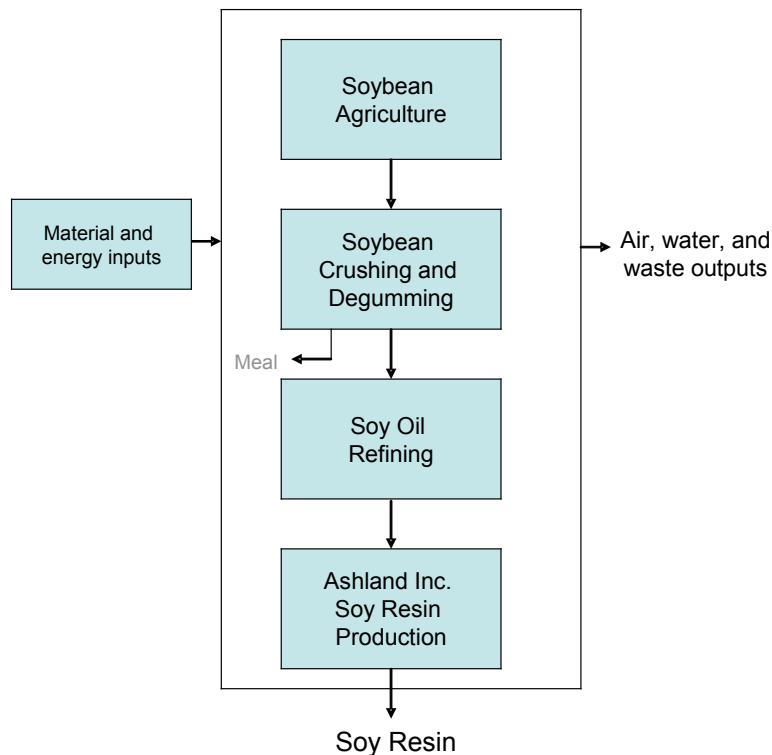 Soybean
Agriculture
Material and
energy inputs
Soybean
Crushing and
Degumming
Air, water, and
waste outputs
Meal
Soy Oil
Refining
Ashland Inc.
Soy Resin
Production
Soy Resin